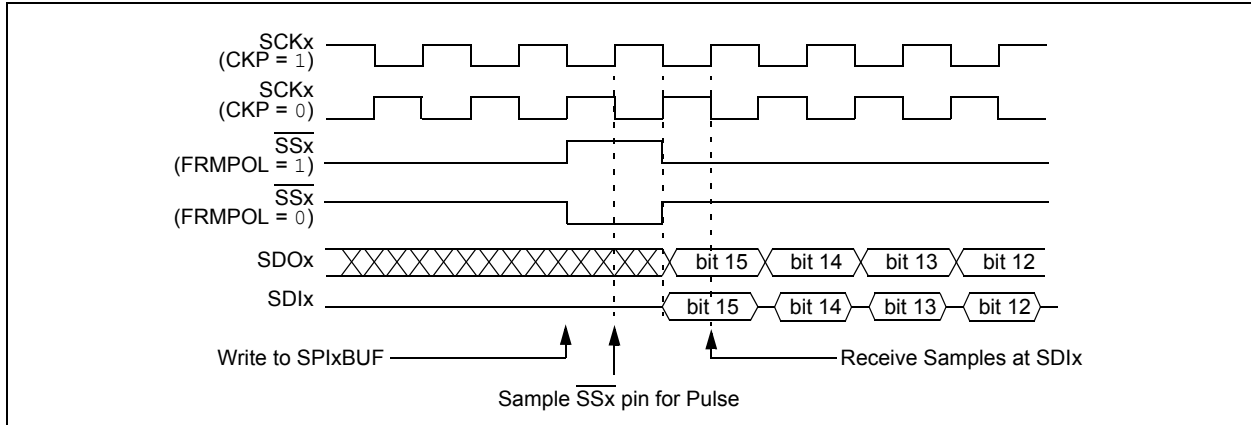 SCKx
(CKP = 1)
SCKx
(CKP = 0)
SSx
(FRMPOL = 1)
SSx
(FRMPOL = 0)
SDOx
bit 15 bit 14 bit 13 bit 12
SDIx
bit 15 bit 14 bit 13 bit 12
Write to SPIxBUF
Receive Samples at SDIx
Sample SSx pin for Pulse